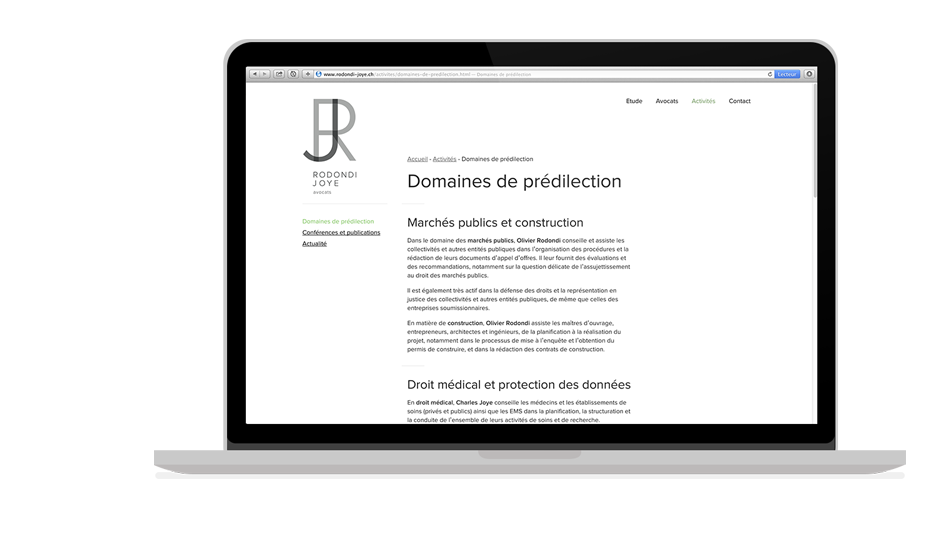 www.rodondi-joye.ch/activites/domaines-de-predilection.html — Domaines de prédilection
Lecteur
Etude Avocats Activités Contact
JR
RODONDI
JOYE
avocats
Domaines de prédilection
Conférences et publications
Actualité
Accueil - Activités - Domaines de prédilection
Domaines de prédilection
Marchés publics et construction
Dans le domaine des marchés publics, Olivier Rodondi conseille et assiste les
collectivités et autres entités publiques dans l'organisation des procédures et la
rédaction de leurs documents d'appel d'offres. Il leur fournit des évaluations et
des recommandations, notamment sur la question délicate de l'assujettissement
au droit des marchés publics.
Il est également très actif dans la défense des droits et la représentation en
justice des collectivités et autres entités publiques, de même que celles des
entreprises soumissionnaires.
En matière de construction, Olivier Rodondi assiste les maîtres d'ouvrage,
entrepreneurs, architectes et ingénieurs, de la planification à la réalisation du
projet, notamment dans le processus de mise à l'enquête et l'obtention du
permis de construire, et dans la rédaction des contrats de construction.
Droit médical et protection des données
En droit médical, Charles Joye conseille les médecins et les établissements de
soins (privés et publics) ainsi que les EMS dans la planification, la structuration et
la conduite de l'ensemble de leurs activités de soins et de recherche.